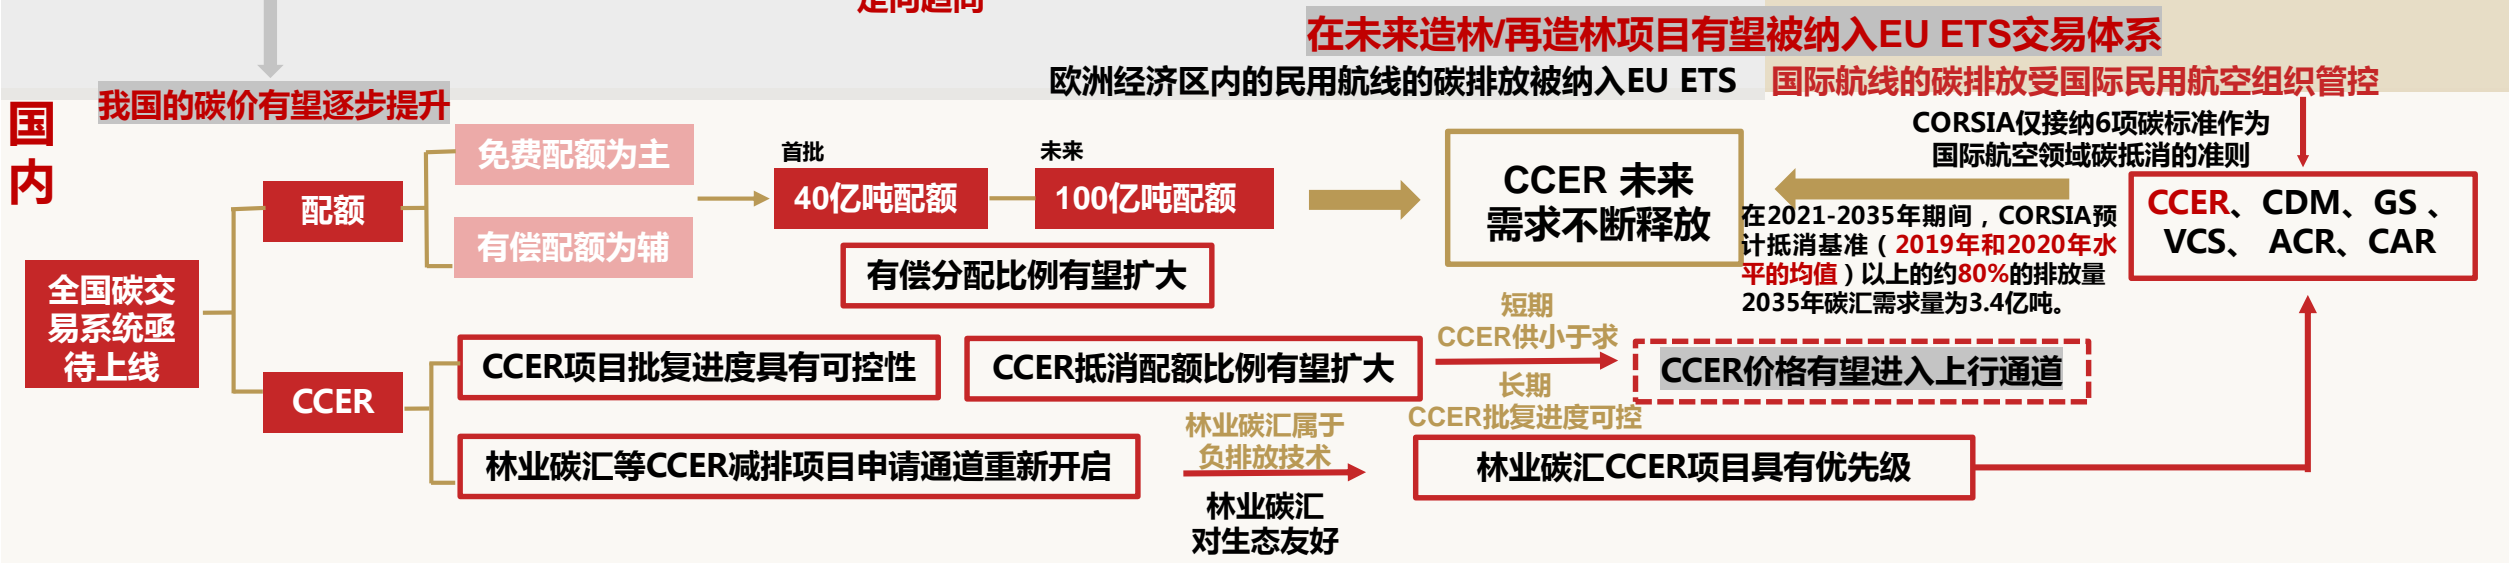 在未来造林/再造林项目有望被纳入EU ETS交易体系
欧洲经济区内的民用航线的碳排放被纳入EU ETS
国际航线的碳排放受国际民用航空组织管控
我国的碳价有望逐步提升
国
内
全国碳交
易系统亟
待上线
配额
免费配额为主
有偿配额为辅
首批
40亿吨配额
未来
100亿吨配额
有偿分配比例有望扩大
CCER 未来
需求不断释放
CORSIA仅接纳6项碳标准作为
国际航空领域碳抵消的准则
在2021-2035年期间，CORSIA预
计抵消基准（2019年和2020年水
平的均值）以上的约80%的排放量
2035年碳汇需求量为3.4亿吨。
CCER、CDM、GS 、
VCS、 ACR、CAR
CCER
CCER项目批复进度具有可控性
CCER抵消配额比例有望扩大
短期
CCER供小于求
长期
CCER批复进度可控
CCER价格有望进入上行通道
林业碳汇等CCER减排项目申请通道重新开启
林业碳汇属于
负排放技术
林业碳汇
对生态友好
林业碳汇CCER项目具有优先级